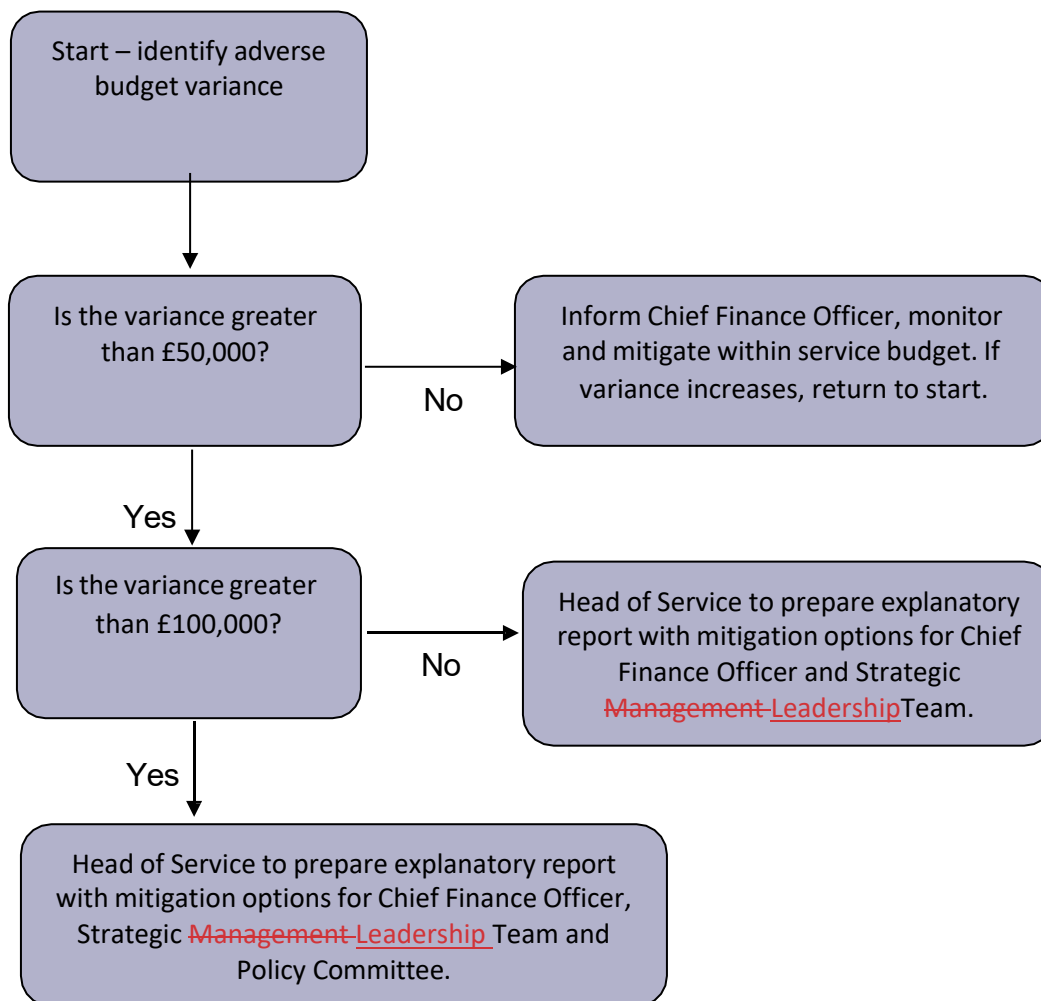 Start – identify adverse
budget variance
Is the variance greater
than £50,000?
No
Inform Chief Finance Officer, monitor
and mitigate within service budget. If
variance increases, return to start.
Yes
Is the variance greater
than £100,000?
No
Head of Service to prepare explanatory
report with mitigation options for Chief
Finance Officer and Strategic
Management LeadershipTeam.
Yes
Head of Service to prepare explanatory report
with mitigation options for Chief Finance Officer,
Strategic Management Leadership Team and
Policy Committee.